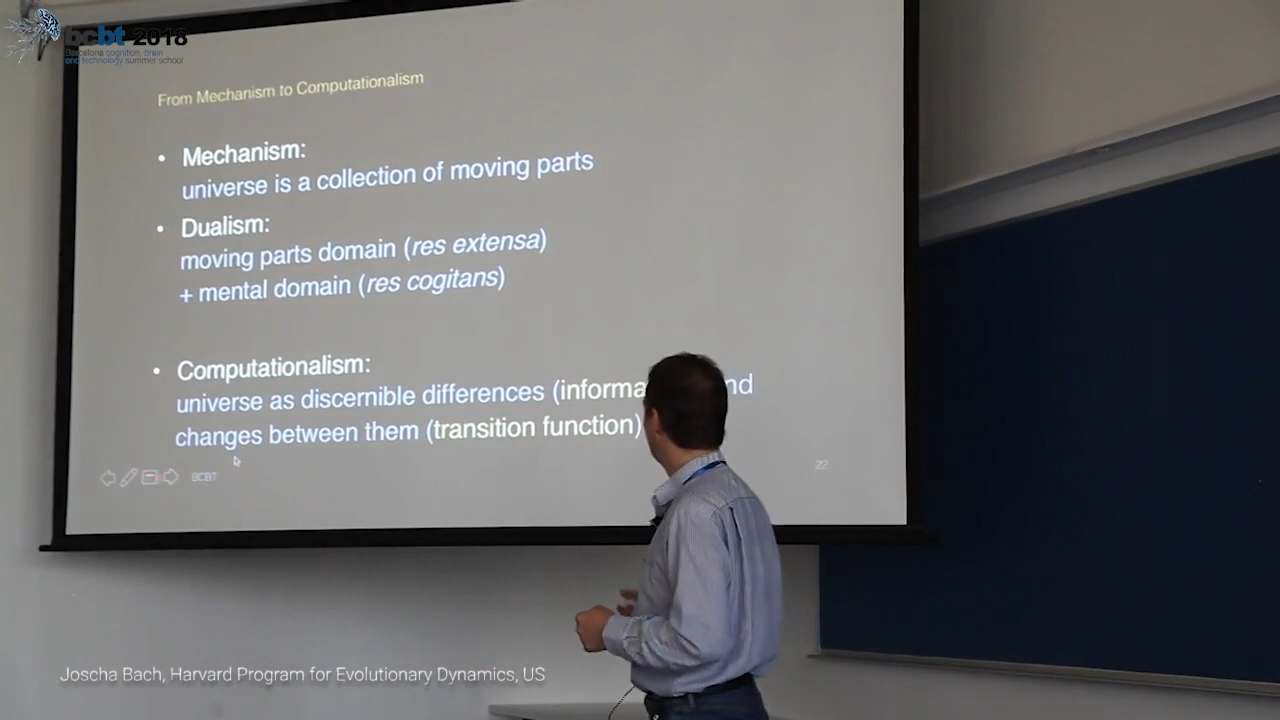 bcbt 2018
Barcelona cognition, brain
and technology summer school
From Mechanism to Computationalism
• Mechanism:
universe is a collection of moving parts
• Dualism:
moving parts domain (res extensa)
+ mental domain (res cogitans)
• Computationalism:
universe as discernible differences (informa nd
changes between them (transition function)
BCBT
22
Joscha Bach, Harvard Program for Evolutionary Dynamics, US